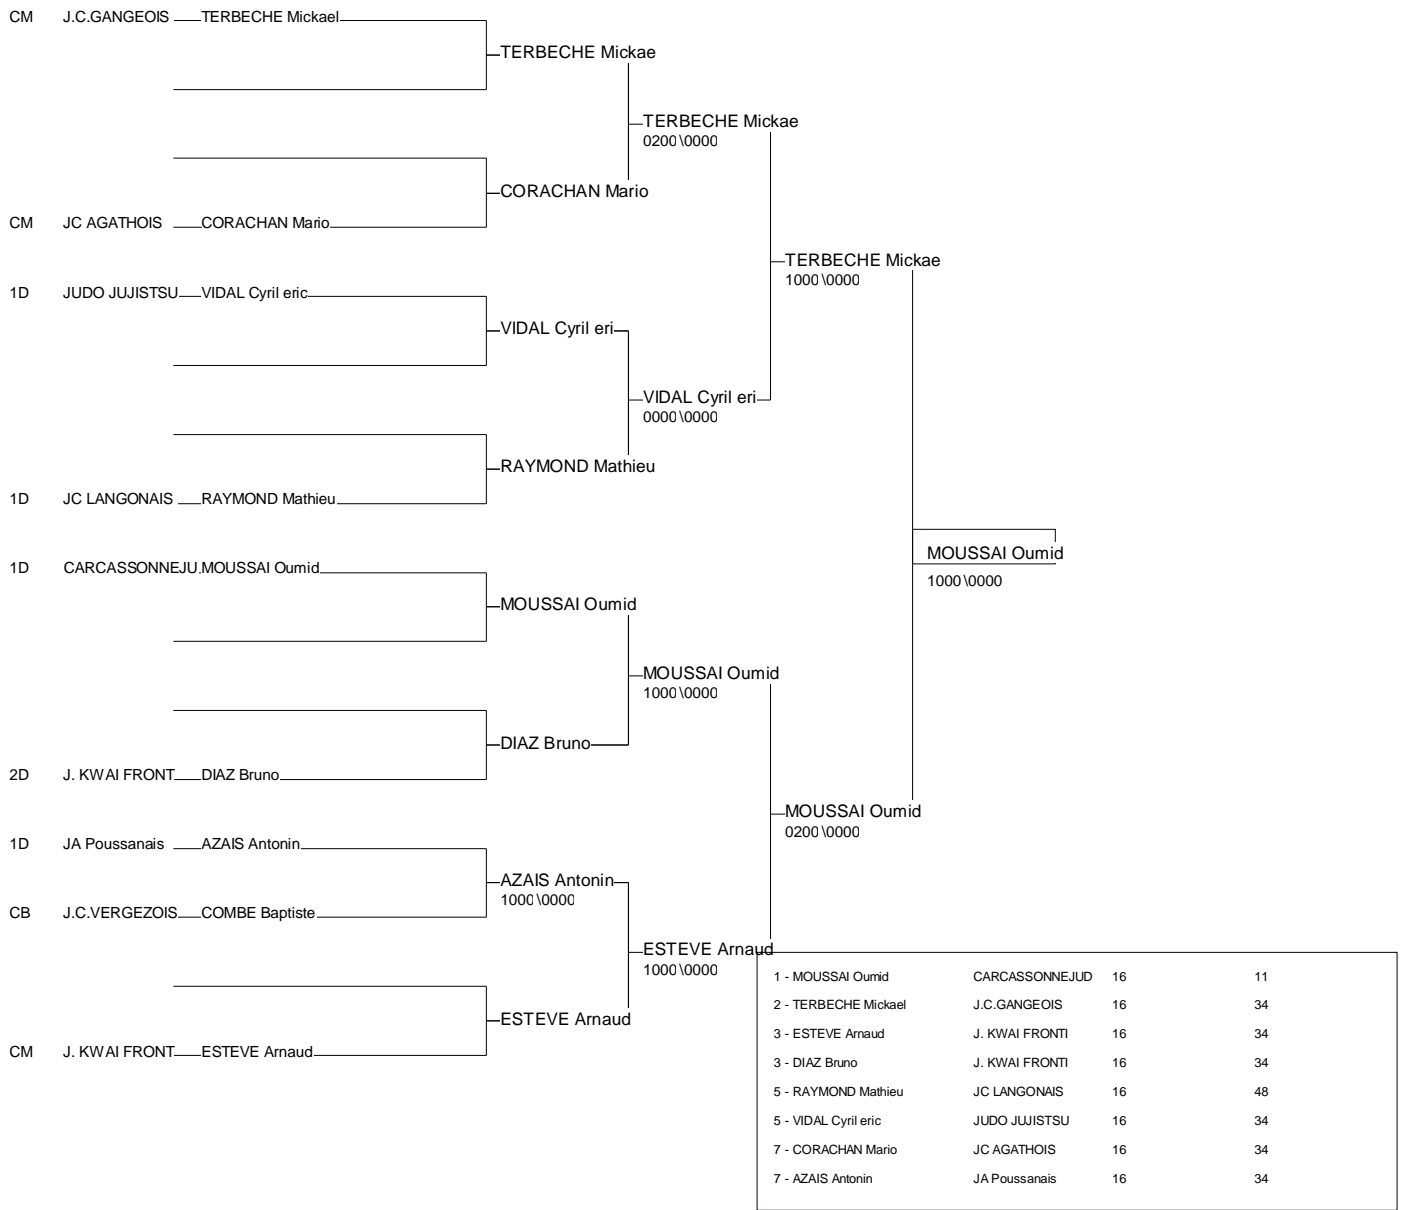 CM J.C.GANGEOIS TERBECHE Mickael
TERBECHE Mickae
TERBECHE Mickae
0200\0000
CORACHAN Mario
CM JC AGATHOIS CORACHAN Mario
TERBECHE Mickae
1000\0000
1D JUDO JUJISTSU VIDAL Cyril eric
VIDAL Cyril eri
VIDAL Cyril eri
0000\0000
RAYMOND Mathieu
1D JC LANGONAIS RAYMOND Mathieu
MOUSSAI Oumid
1000\0000
1D CARCASSONNEJU MOUSSAI Oumid
MOUSSAI Oumid
MOUSSAI Oumid
1000\0000
DIAZ Bruno
2D J. KWAI FRONT DIAZ Bruno
MOUSSAI Oumid
0200\0000
1D JA Poussanais AZAIS Antonin
AZAIS Antonin
1000\0000
CB J.C.VERGEZOIS COMBE Baptiste
ESTEVE Arnaud
1000\0000
ESTEVE Arnaud
CM J. KWAI FRONT ESTEVE Arnaud
1 - MOUSSAI Oumid CARCASSONNEJUD 16 11
2 - TERBECHE Mickael J.C.GANGEOIS 16 34
3 - ESTEVE Arnaud J. KWAI FRONTI 16 34
3 - DIAZ Bruno J. KWAI FRONTI 16 34
5 - RAYMOND Mathieu JC LANGONAIS 16 48
5 - VIDAL Cyril eric JUDO JUJISTSU 16 34
7 - CORACHAN Mario JC AGATHOIS 16 34
7 - AZAIS Antonin JA Poussanais 16 34